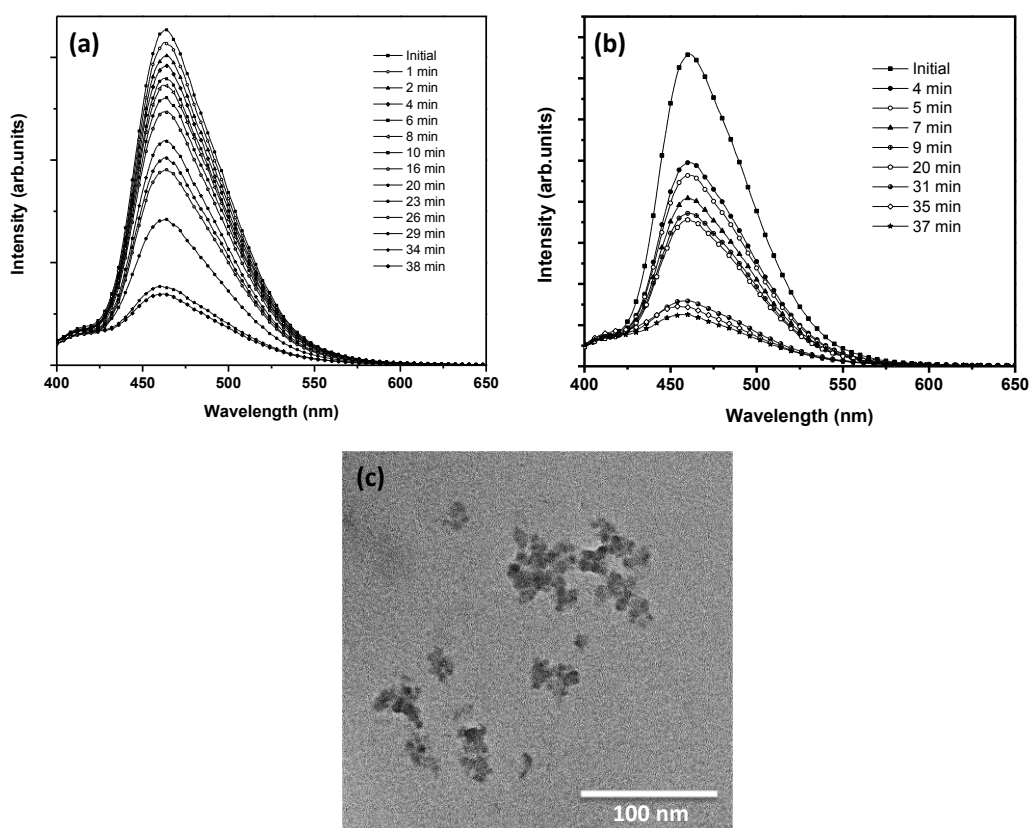 (a)
Intensity (arb.units)
Initial
1 min
2 min
4 min
6 min
8 min
10 min
16 min
20 min
23 min
26 min
29 min
34 min
38 min
400
450
500
550
600
650
Wavelength (nm)
(b)
Intensity (arb.units)
Initial
4 min
5 min
7 min
9 min
20 min
31 min
35 min
37 min
400
450
500
550
600
650
Wavelength (nm)
(c)
100 nm